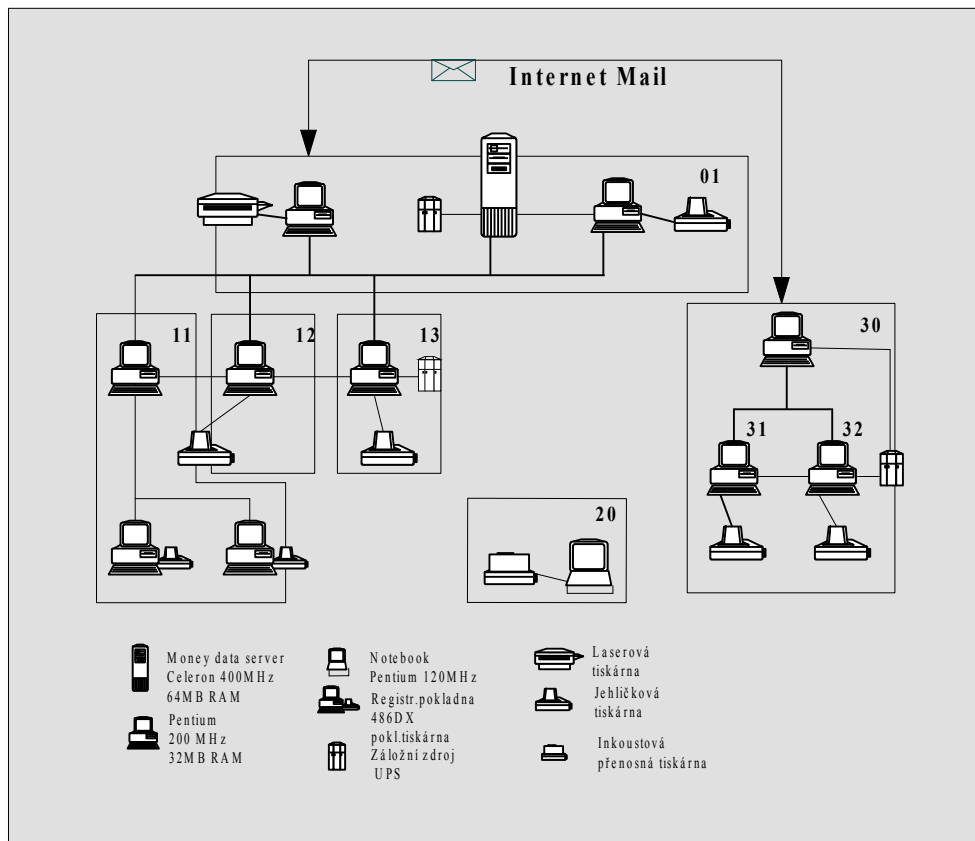 Internet Mail
01
11
12
13
30
31
32
20
Money data server
Celeron 400MHz
64MB RAM
Pentium
200 MHz
32MB RAM
Notebook
Pentium 120MHz
Registr.pokladna
486DX
pokl.tiskárna
Záložní zdroj
UPS
Laserová
tiskárna
Jehličková
tiskárna
Inkoustová
přenosná tiskárna